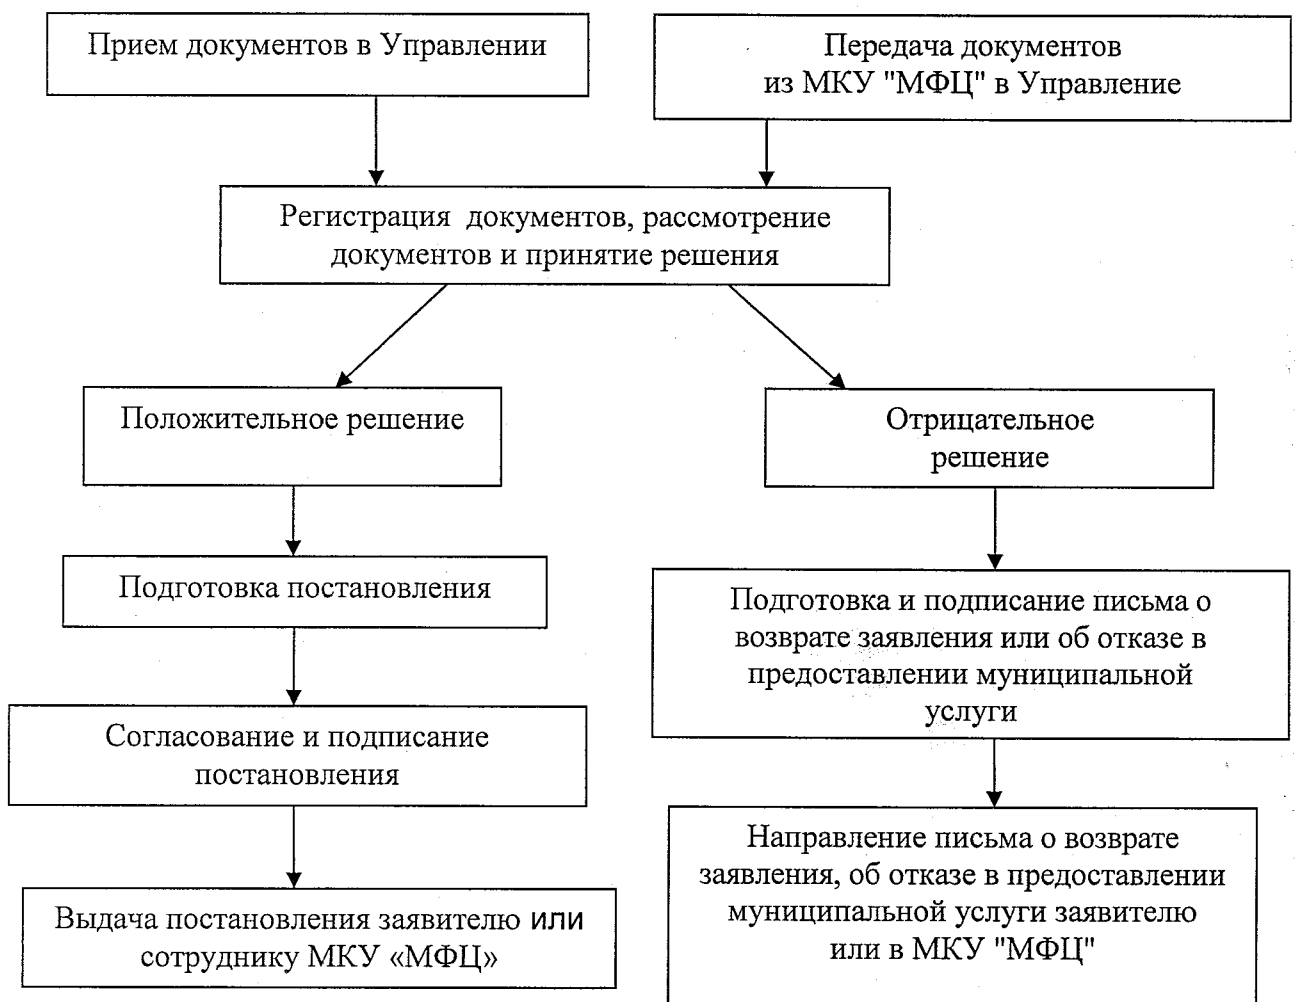 Прием документов в Управлении
Передача документов
из МКУ "МФЦ" в Управление
Регистрация документов, рассмотрение
документов и принятие решения
Положительное решение
Отрицательное
решение
Подготовка постановления
Подготовка и подписание письма о
возврате заявления или об отказе в
предоставлении муниципальной
услуги
Согласование и подписание
постановления
Направление письма о возврате
заявления, об отказе в предоставлении
муниципальной услуги заявителю
или в МКУ "МФЦ"
Выдача постановления заявителю или
сотруднику МКУ «МФЦ»